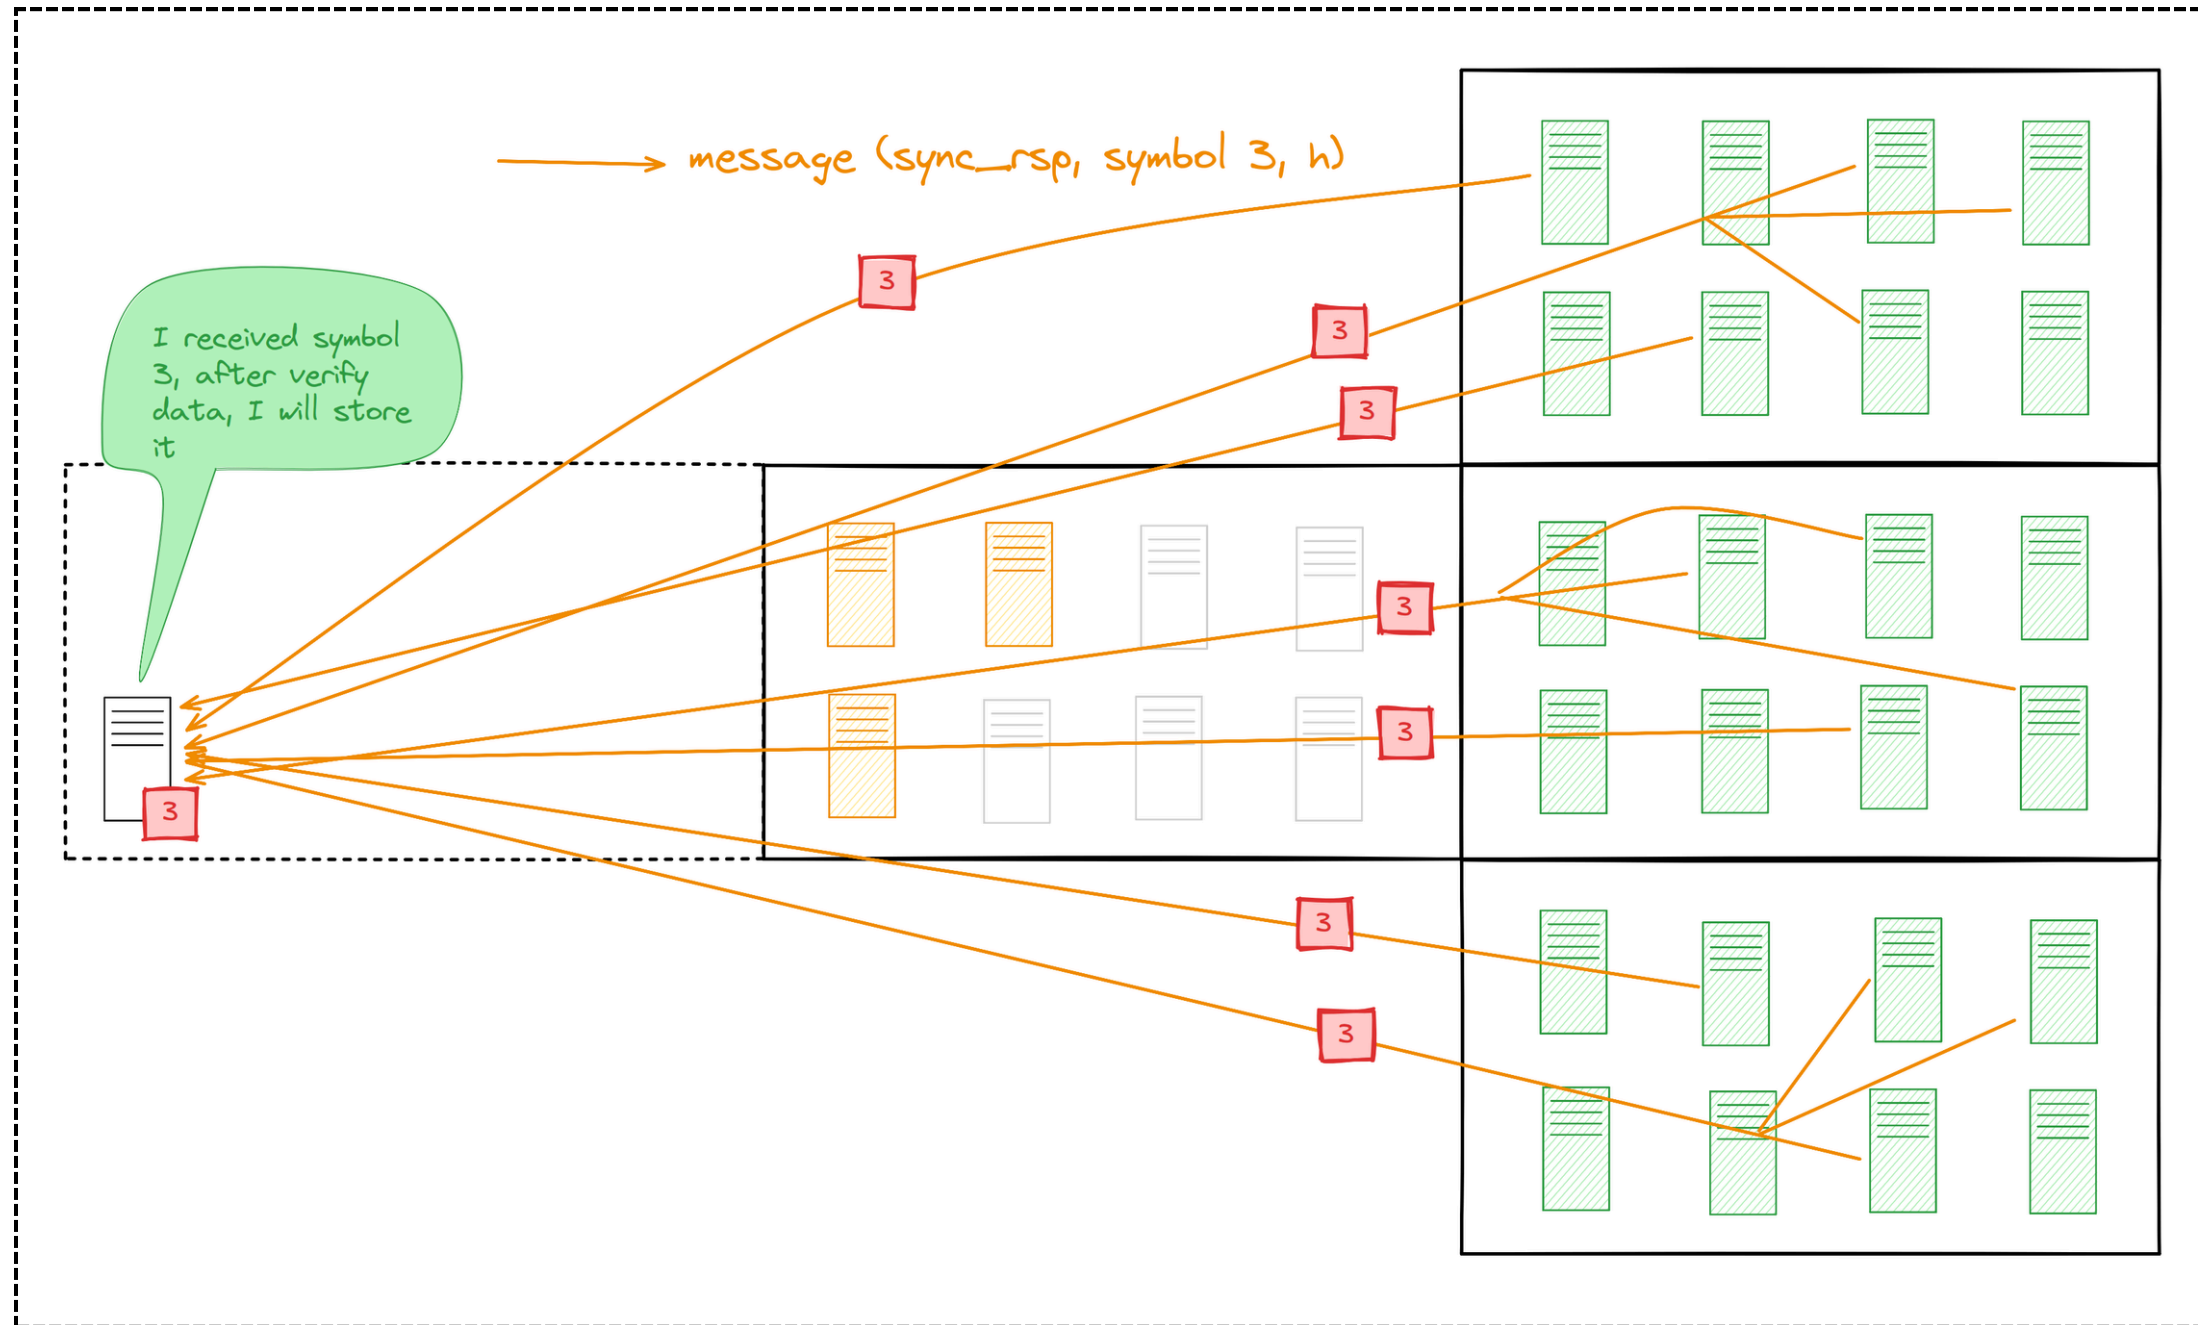 message (sync_rsp, symbol 3, h)
3
3
I received symbol
3, after verify
data, I will store
it
3
3
3
3
3
3